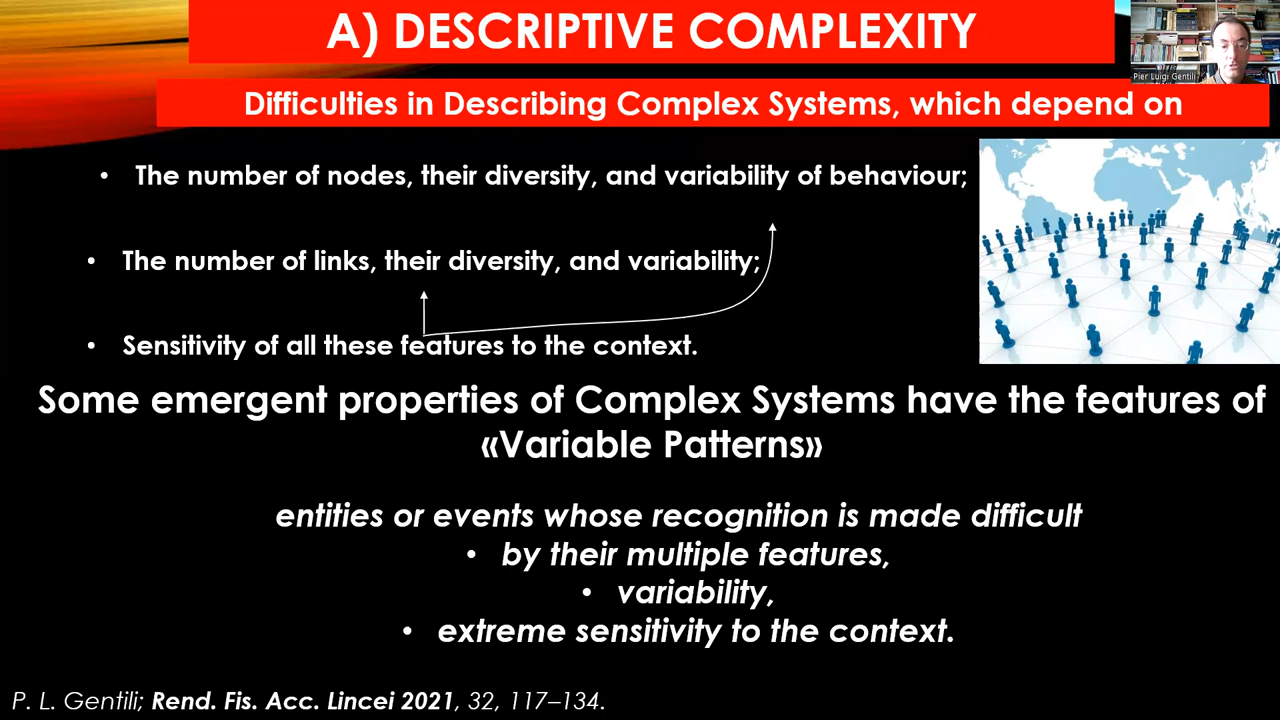 A) DESCRIPTIVE COMPLEXITY
Pier Luigi Gentili
Difficulties in Describing Complex Systems, which depend on
• The number of nodes, their diversity, and variability of behaviour;
• The number of links, their diversity, and variability;
• Sensitivity of all these features to the context.
Some emergent properties of Complex Systems have the features of
«Variable Patterns»
entities or events whose recognition is made difficult
• by their multiple features,
• variability,
• extreme sensitivity to the context.
P. L. Gentili; Rend. Fis. Acc. Lincei 2021, 32, 117–134.